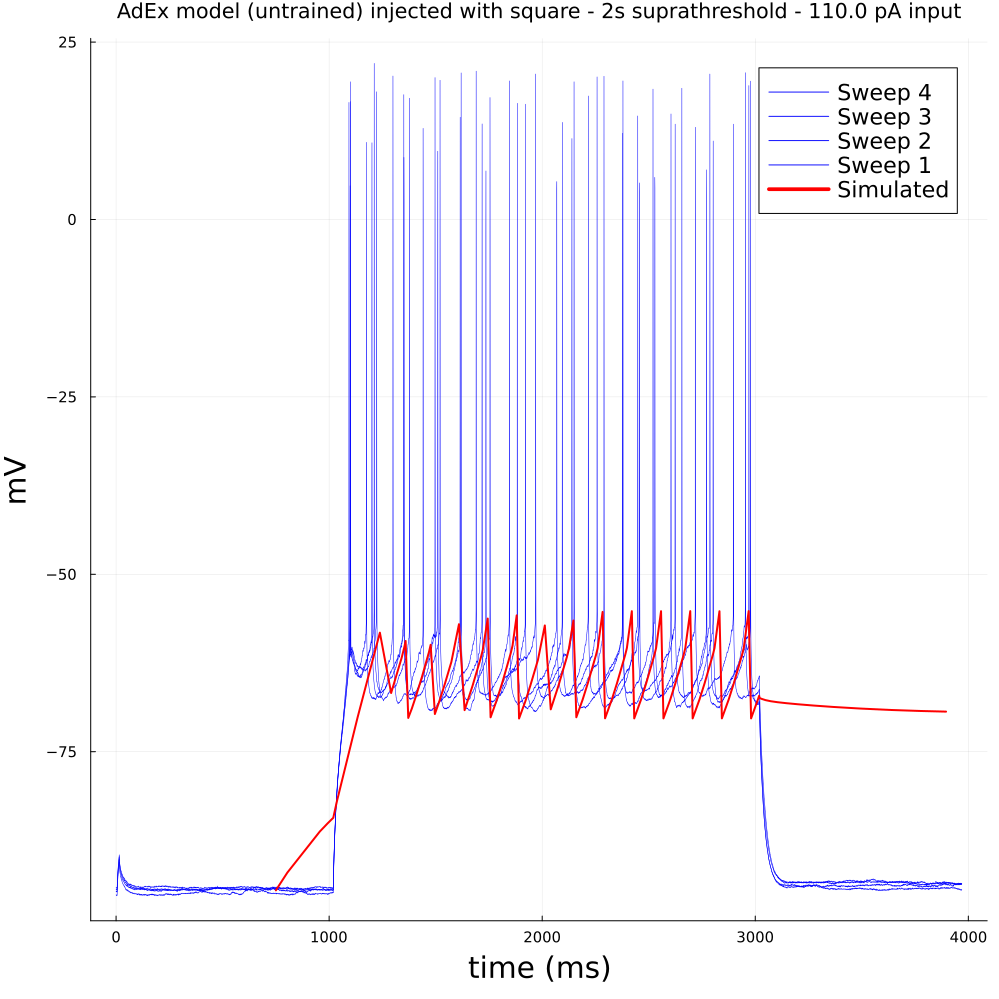 AdEx model (untrained) injected with square - 2s suprathreshold - 110.0 pA input
25
0
−25
−50
−75
mV
Sweep 4
Sweep 3
Sweep 2
Sweep 1
Simulated
0
1000
2000
3000
4000
time (ms)